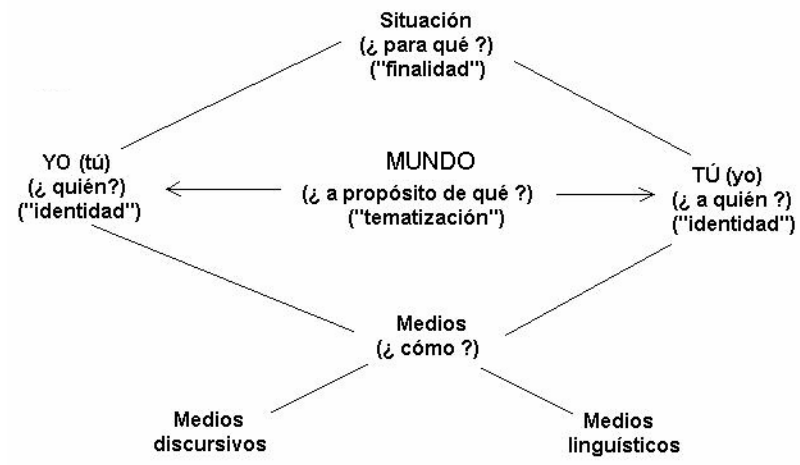 Situación
(¿ para qué ?)
("finalidad")
YO (tú)
(¿ quién?)
("identidad")
MUNDO
(¿ a propósito de qué ?)
("tematización")
TÚ (yo)
(¿ a quién ?)
("identidad")
Medios
(¿ cómo ?)
Medios
discursivos
Medios
linguísticos